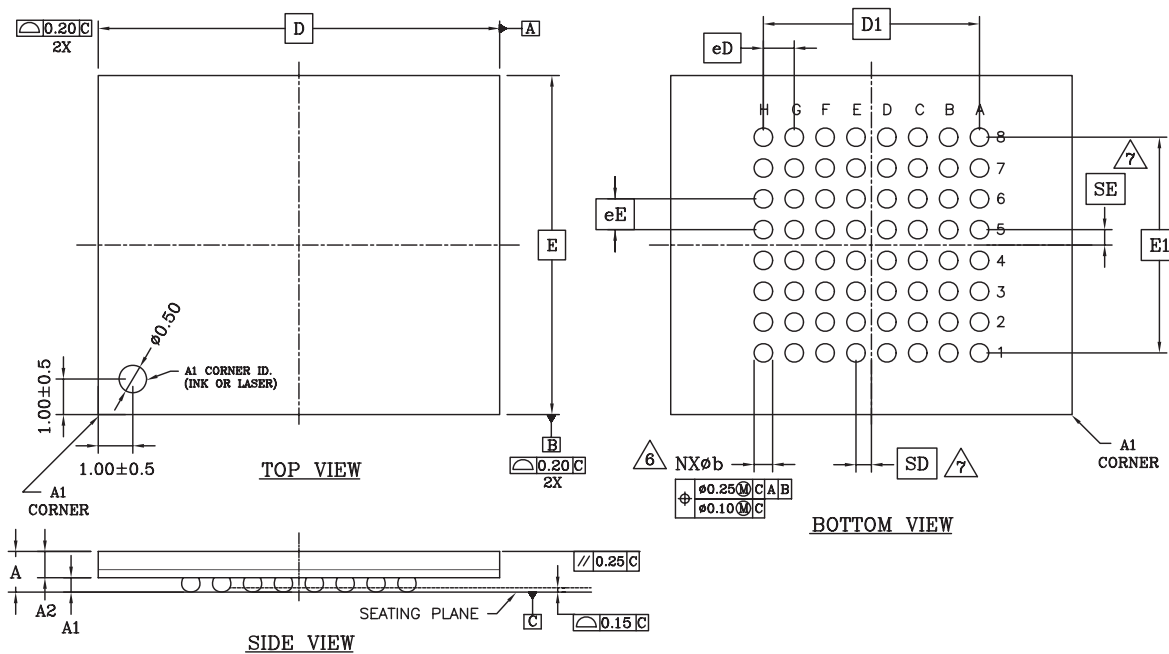 ⌓ 0.20 C
2X
D
A
E
ø0.50
A1 CORNER ID.
(INK OR LASER)
1.00±0.5
1.00±0.5
A1
CORNER
TOP VIEW
B
⌓ 0.20 C
2X
D1
eD
H G F E D C B A
8
7
6
5
4
3
2
1
7
SE
eE
E1
6
NXøb
⌖ ø0.25Ⓜ C A B
ø0.10Ⓜ C
SD
7
A1
CORNER
BOTTOM VIEW
A
A2
A1
// 0.25 C
SEATING PLANE
C
⌓ 0.15 C
SIDE VIEW